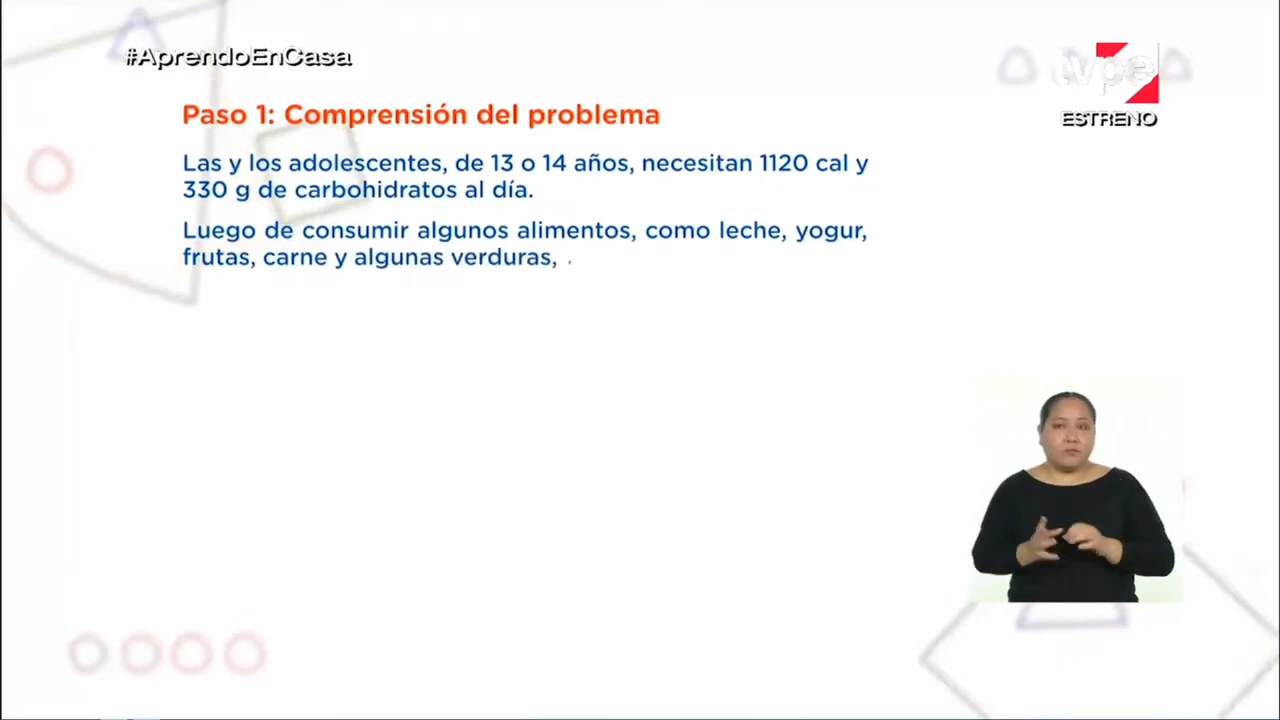 #AprendoEnCasa
tvpe
ESTRENO
Paso 1: Comprensión del problema
Las y los adolescentes, de 13 o 14 años, necesitan 1120 cal y
330 g de carbohidratos al día.
Luego de consumir algunos alimentos, como leche, yogur,
frutas, carne y algunas verduras,